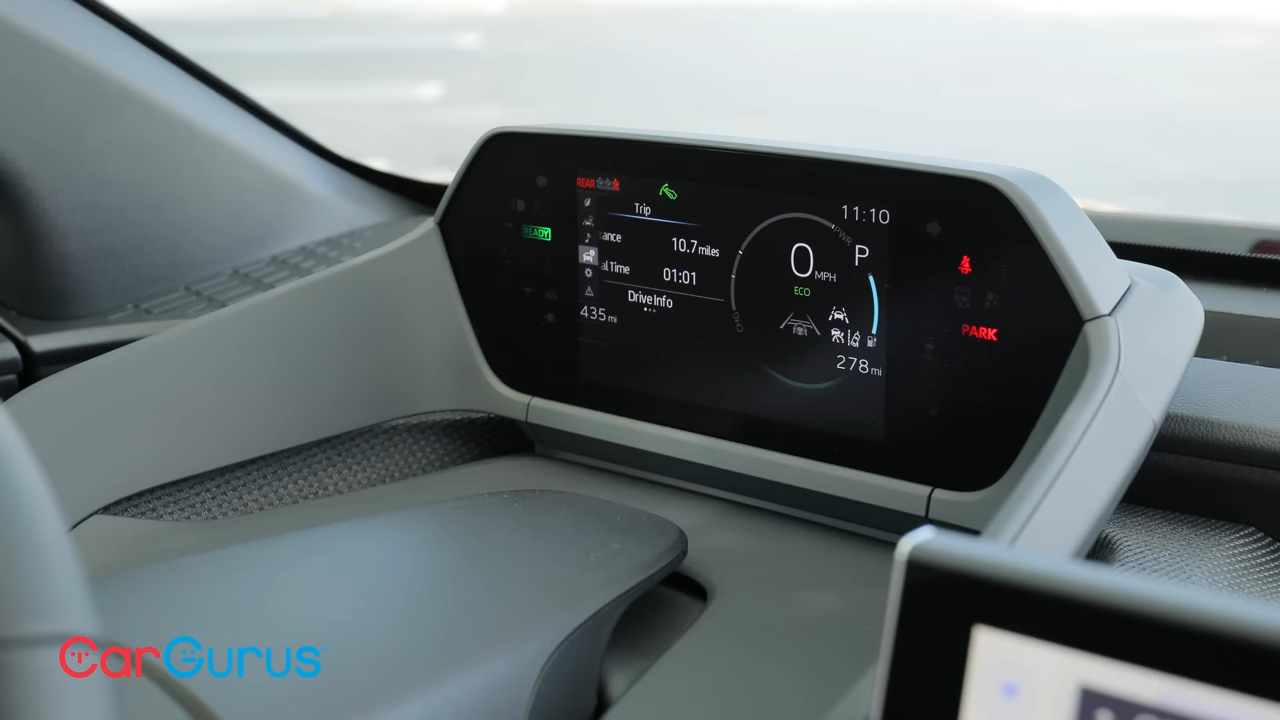 REAR
Trip
11:10
PWR
READY
ance
10.7 miles
0 MPH
P
al Time
01:01
ECO
Drive Info
435 mi
CHG
PARK
278 mi
CarGurus